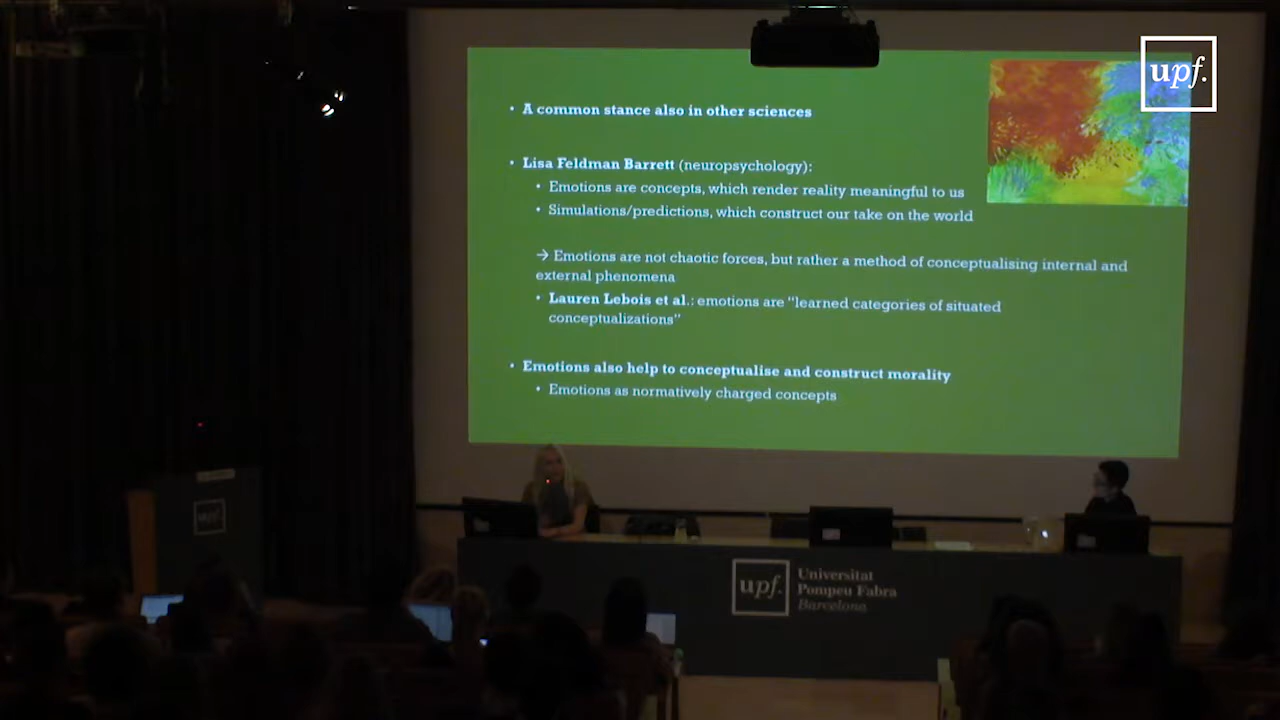 upf.
• A common stance also in other sciences
• Lisa Feldman Barrett (neuropsychology):
• Emotions are concepts, which render reality meaningful to us
• Simulations/predictions, which construct our take on the world
→ Emotions are not chaotic forces, but rather a method of conceptualising internal and
external phenomena
• Lauren Lebois et al.: emotions are “learned categories of situated
conceptualizations”
• Emotions also help to conceptualise and construct morality
• Emotions as normatively charged concepts
upf.
upf.
Universitat
Pompeu Fabra
Barcelona